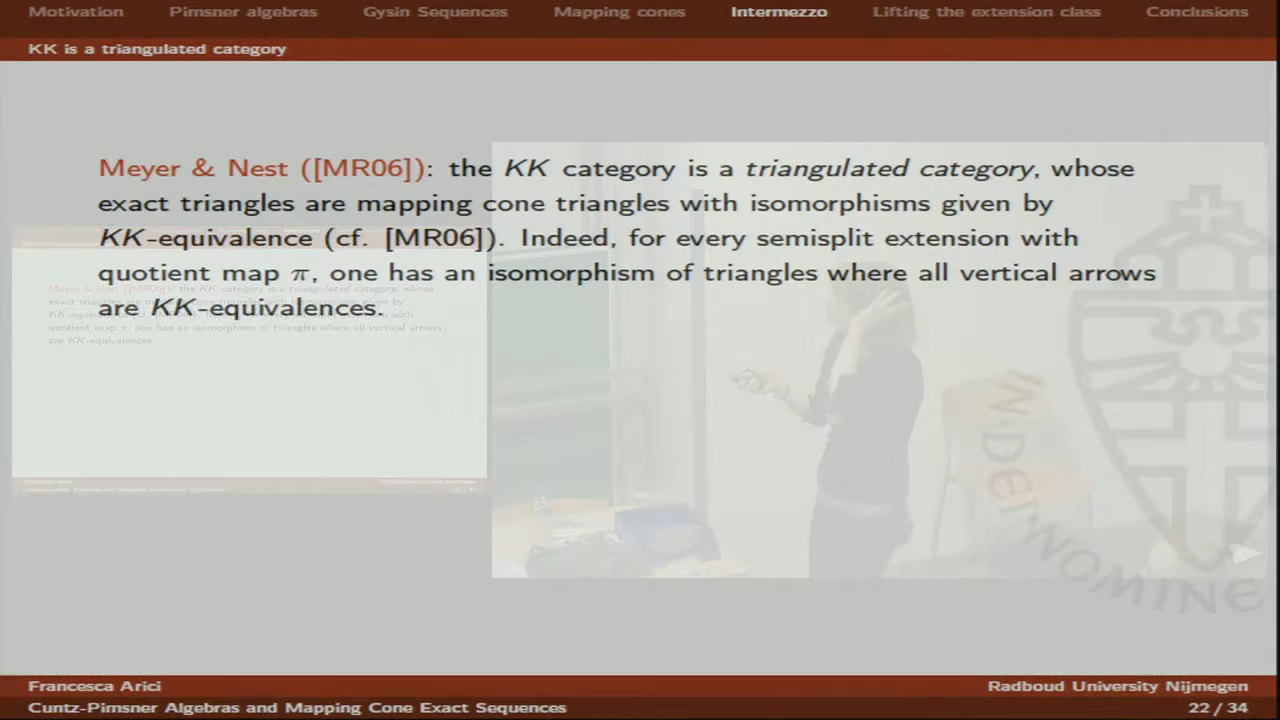 Motivation Pimsner algebras Gysin Sequences Mapping cones Intermezzo Lifting the extension class Conclusions
KK is a triangulated category
Meyer & Nest ([MR06]): the KK category is a triangulated category, whose
exact triangles are mapping cone triangles with isomorphisms given by
KK-equivalence (cf. [MR06]). Indeed, for every semisplit extension with
quotient map π, one has an isomorphism of triangles where all vertical arrows
are KK-equivalences.
IN·DEI·NOMINE
Francesca Arici Radboud University Nijmegen
Cuntz-Pimsner Algebras and Mapping Cone Exact Sequences 22 / 34